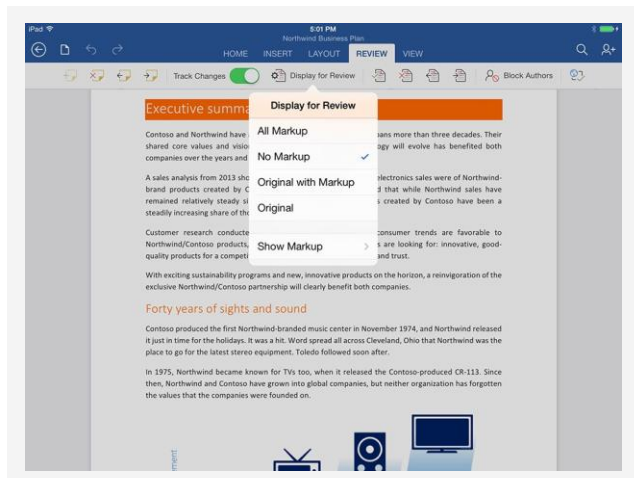 iPad
5:01 PM
Northwind Business Plan
HOME INSERT LAYOUT REVIEW VIEW
Track Changes Display for Review Block Authors
Executive summa
Display for Review
All Markup
No Markup
Original with Markup
Original
Show Markup
Contoso and Northwind have ans more than three decades. Their
shared core values and visio ogy will evolve has benefited both
companies over the years and
A sales analysis from 2013 sho electronics sales were of Northwind-
brand products created by C d that while Northwind sales have
remained relatively steady si s created by Contoso have been a
steadily increasing share of the
Customer research conducte consumer trends are favorable to
Northwind/Contoso products, s are looking for: innovative, good-
quality products for a competi and trust.
With exciting sustainability programs and new, innovative products on the horizon, a reinvigoration of the
exclusive Northwind/Contoso partnership will clearly benefit both companies.
Forty years of sights and sound
Contoso produced the first Northwind-branded music center in November 1974, and Northwind released
it just in time for the holidays. It was a hit. Word spread all across Cleveland, Ohio that Northwind was the
place to go for the latest stereo equipment. Toledo followed soon after.
In 1975, Northwind became known for TVs too, when it released the Contoso-produced CR-113. Since
then, Northwind and Contoso have grown into global companies, but neither organization has forgotten
the values that the companies were founded on.
ement